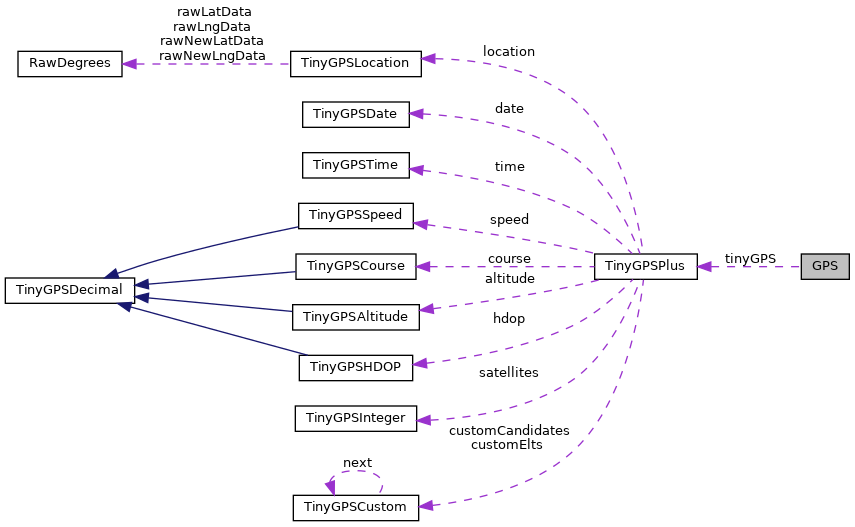 rawLatData
rawLngData
rawNewLatData
rawNewLngData
RawDegrees
TinyGPSLocation
location
TinyGPSDate
date
TinyGPSTime
time
TinyGPSSpeed
speed
TinyGPSCourse
course
TinyGPSPlus
tinyGPS
GPS
altitude
TinyGPSDecimal
TinyGPSAltitude
hdop
TinyGPSHDOP
satellites
TinyGPSInteger
customCandidates
customElts
next
TinyGPSCustom